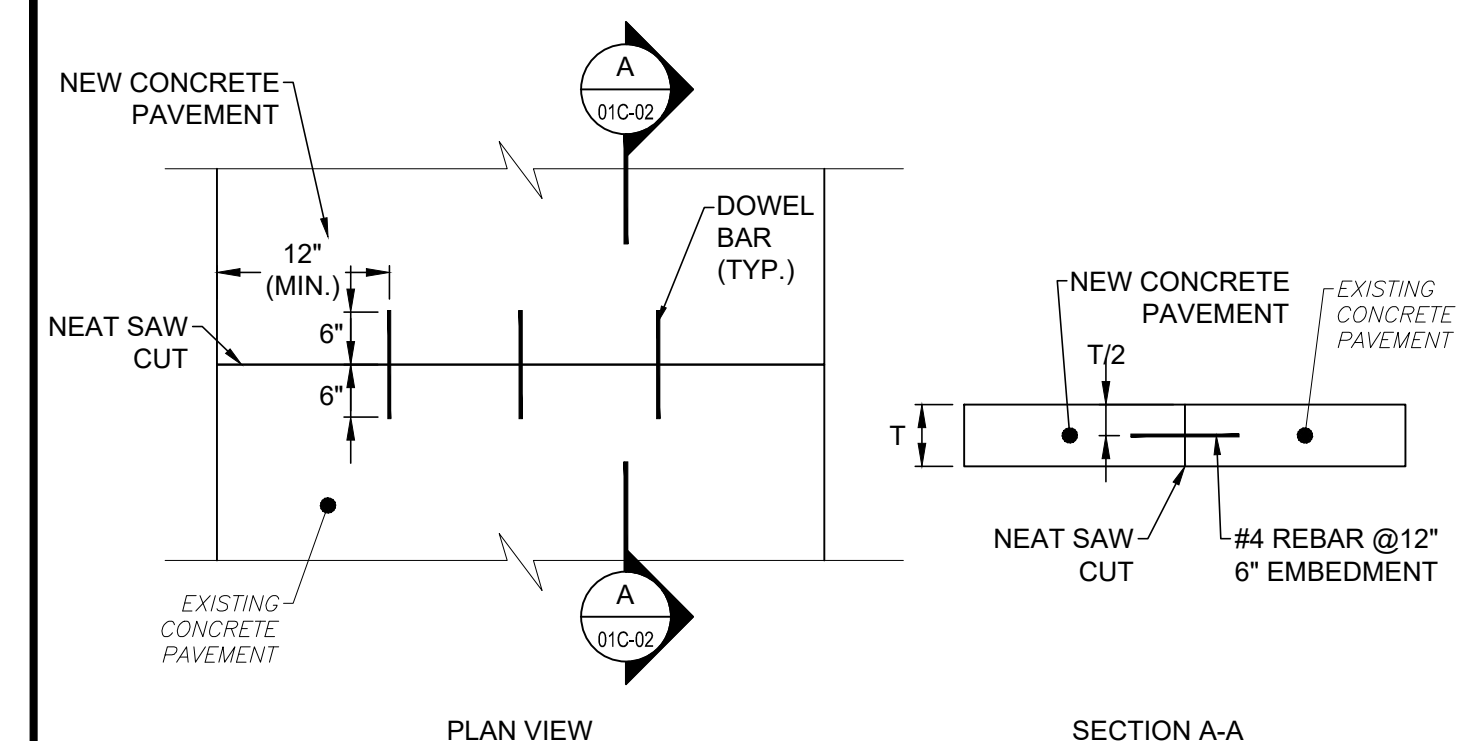 A
01C-02
NEW CONCRETE
PAVEMENT
12"
(MIN.)
DOWEL
BAR
(TYP.)
6"
NEAT SAW
CUT
6"
EXISTING
CONCRETE
PAVEMENT
A
01C-02
PLAN VIEW
NEW CONCRETE
PAVEMENT
EXISTING
CONCRETE
PAVEMENT
T/2
T
NEAT SAW
CUT
#4 REBAR @12"
6" EMBEDMENT
SECTION A-A